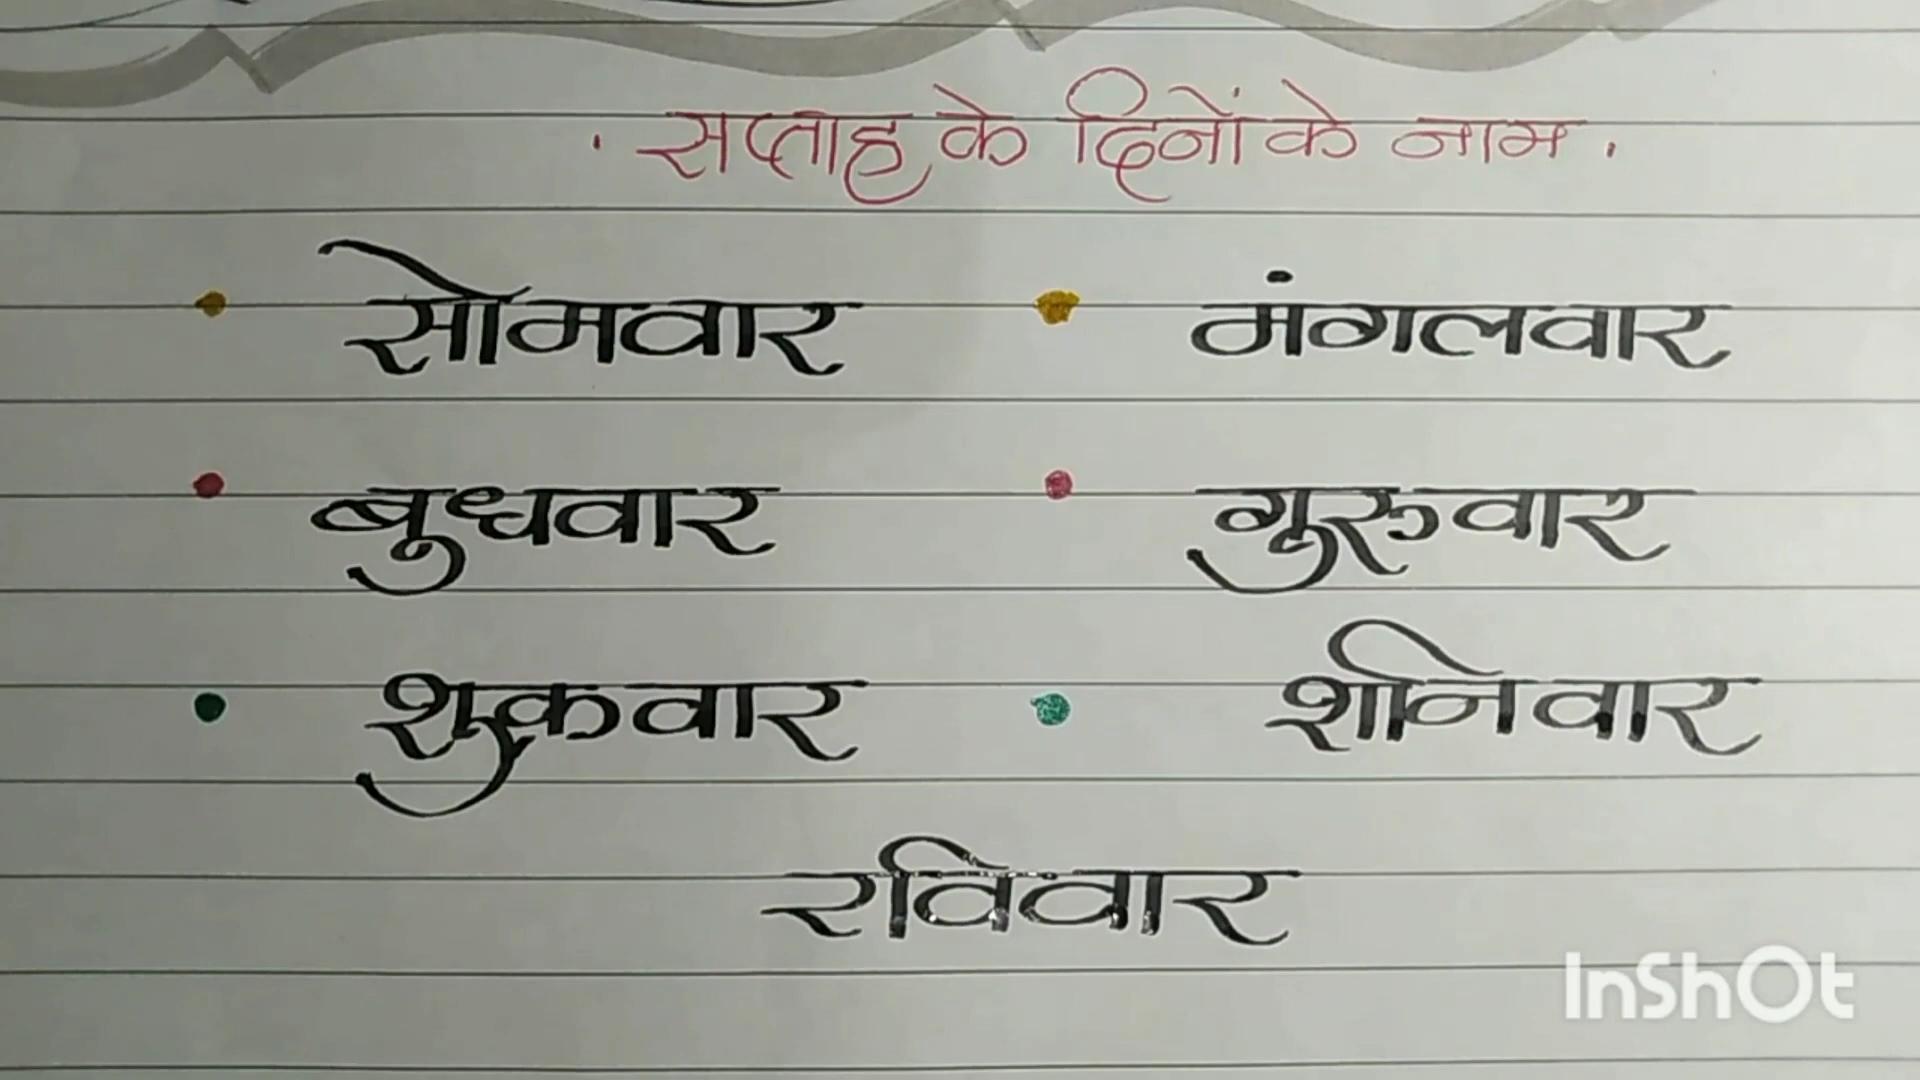 . सप्ताह के दिनों के नाम .
• सोमवार • मंगलवार
• बुधवार • गुरुवार
• शुक्रवार • शनिवार
रविवार
InShOt